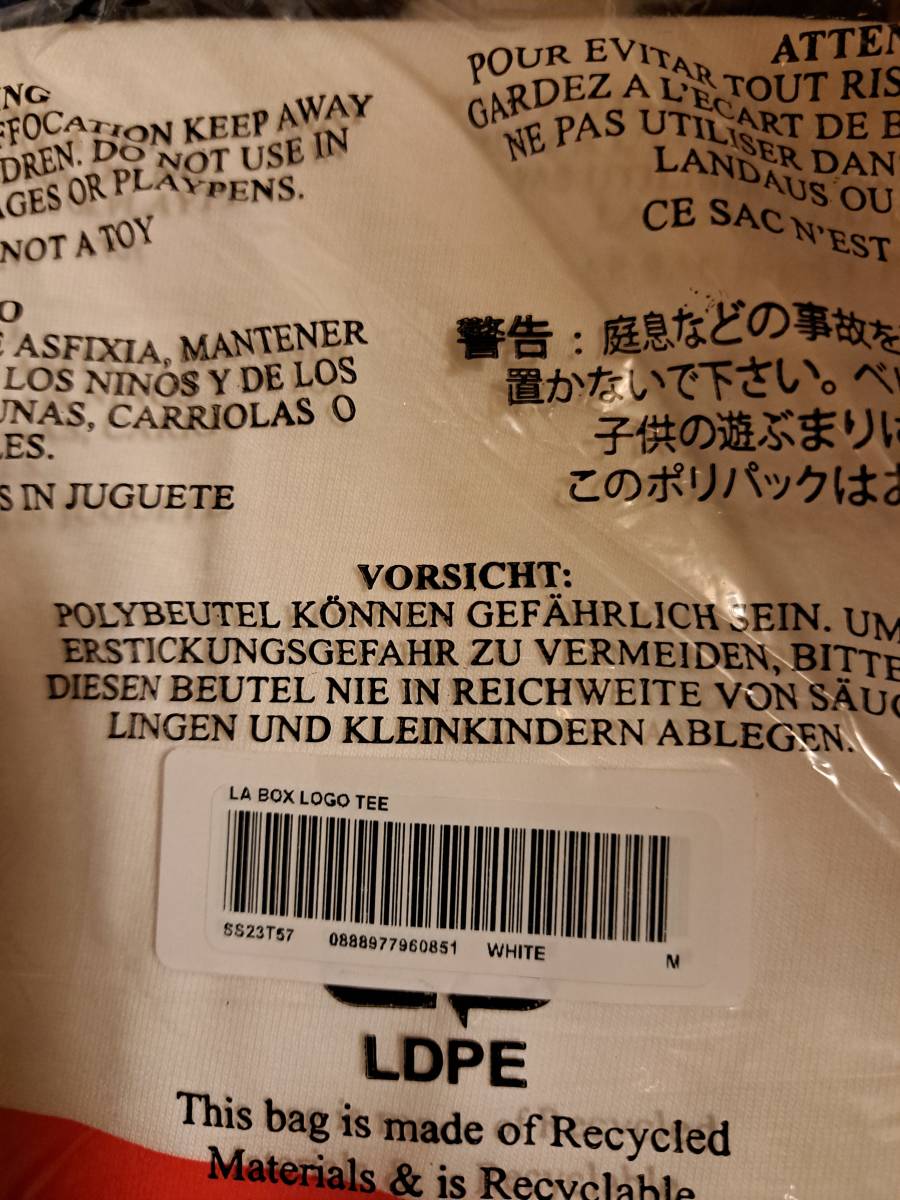 KEEP AWAY
DO NOT USE IN
OR PLAYPENS.
NOT A TOY
ATTEN
POUR EVITAR TOUT RIS
GARDEZ A L'ECART DE B
NE PAS UTILISER DAN
LANDAUS OU
CE SAC N'EST
ASFIXIA, MANTENER
LOS NINOS Y DE LOS
UNAS, CARRIOLAS O
LES.
S IN JUGUETE
警告：庭息などの事故を
置かないで下さい。ベ
子供の遊ぶまりに
このポリパックはお
VORSICHT:
POLYBEUTEL KÖNNEN GEFÄHRLICH SEIN. UM
ERSTICKUNGSGEFAHR ZU VERMEIDEN, BITTE
DIESEN BEUTEL NIE IN REICHWEITE VON SÄUG
LINGEN UND KLEINKINDERN ABLEGEN.
LA BOX LOGO TEE
SS23T57 0888977960851 WHITE M
LDPE
This bag is made of Recycled
Materials & is Recyclable